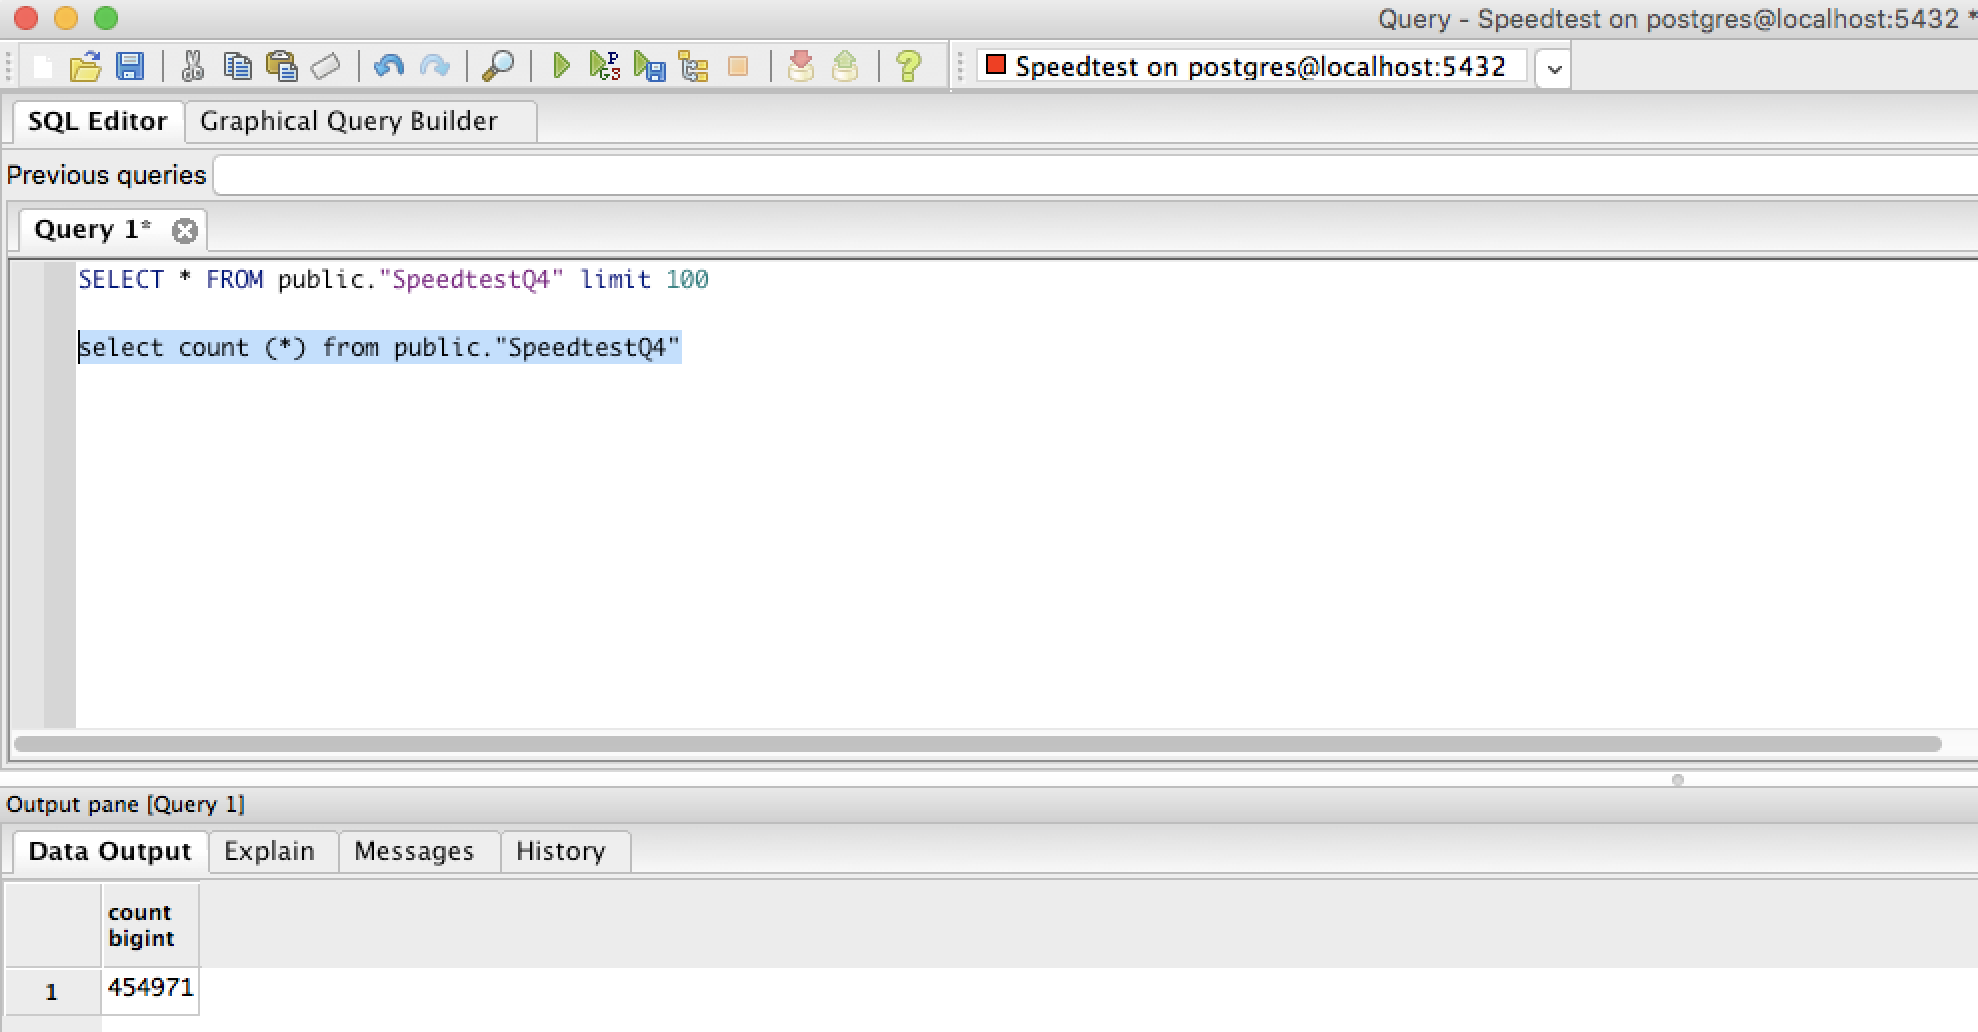 Query - Speedtest on postgres@localhost:5432 *
Speedtest on postgres@localhost:5432
SQL Editor
Graphical Query Builder
Previous queries
Query 1*
SELECT * FROM public."SpeedtestQ4" limit 100
select count (*) from public."SpeedtestQ4"
Output pane [Query 1]
Data Output
Explain
Messages
History
count
bigint
1
454971